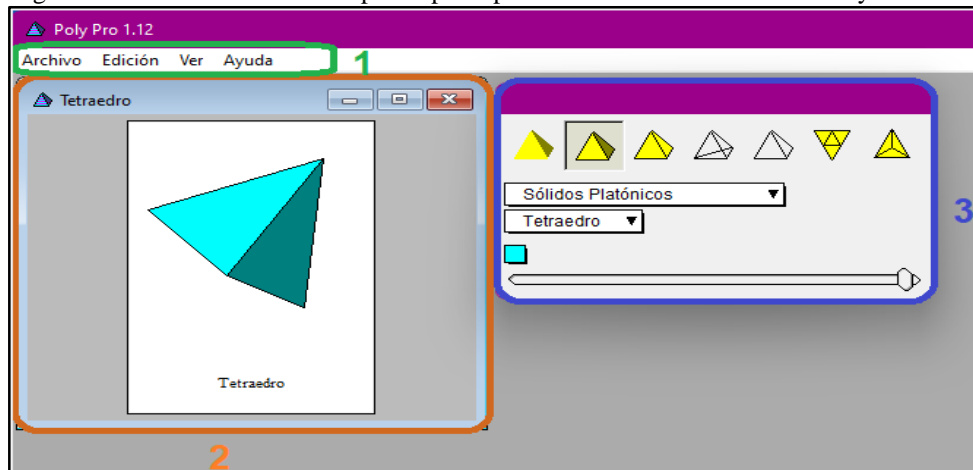 Poly Pro 1.12
Archivo Edición Ver Ayuda
1
Tetraedro
Sólidos Platónicos
Tetraedro
3
Tetraedro
2